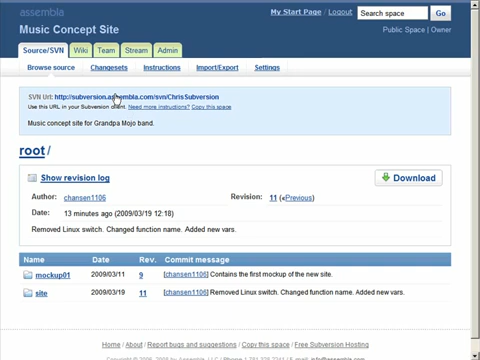 assembla
My Start Page / Logout
Search space
Go
Music Concept Site
Public Space | Owner
Source/SVN
Wiki
Team
Stream
Admin
Browse source
Changesets
Instructions
Import/Export
Settings
SVN Url: http://subversion.assembla.com/svn/ChrisSubversion
Use this URL in your Subversion client. Need more instructions? Copy this space
Music concept site for Grandpa Mojo band.
root/
Show revision log
Download
Author: chansen1106
Revision: 11 («Previous)
Date: 13 minutes ago (2009/03/19 12:18)
Removed Linux switch. Changed function name. Added new vars.
Name Date Rev. Commit message
mockup01 2009/03/11 9 [chansen1106] Contains the first mockup of the new site.
site 2009/03/19 11 [chansen1106] Removed Linux switch. Changed function name. Added new vars.
Home / About / Report bugs and suggestions / Copy this space / Free Subversion Hosting